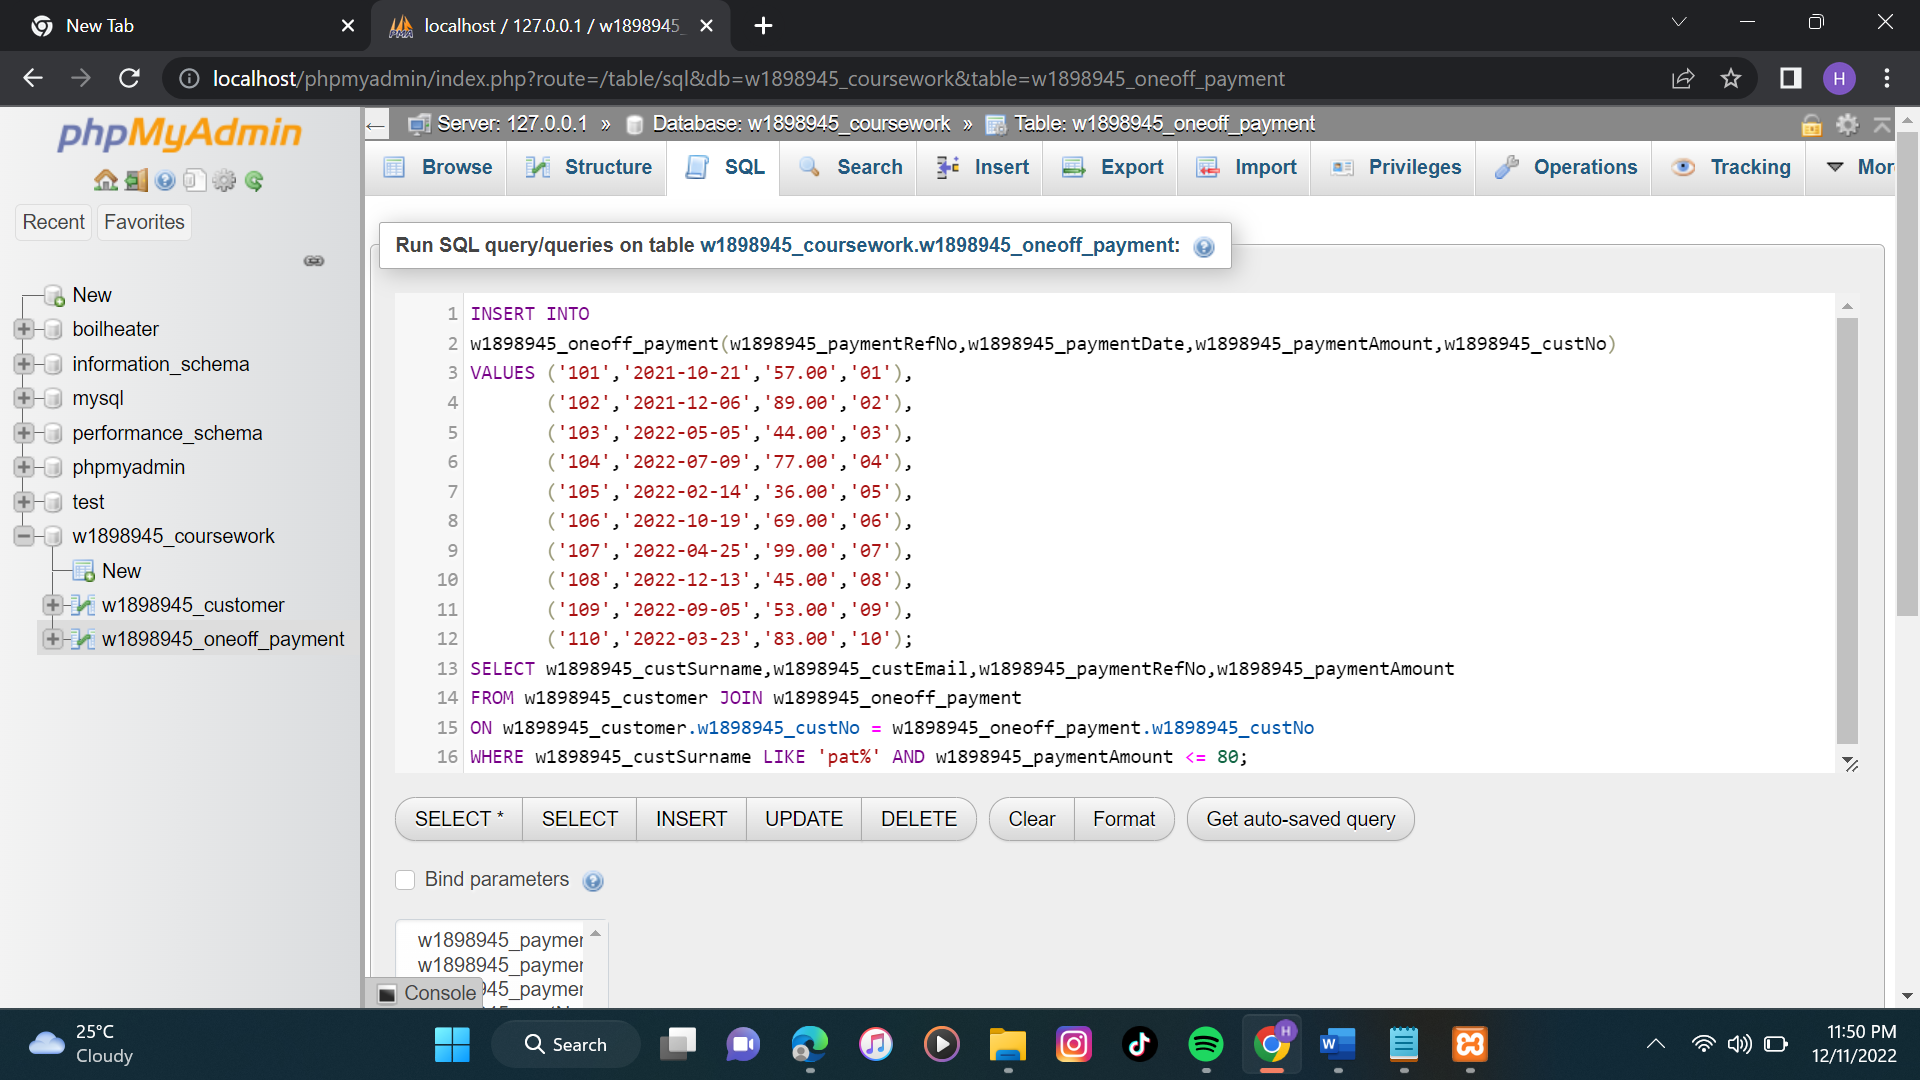 New Tab
localhost / 127.0.0.1 / w1898945_
localhost/phpmyadmin/index.php?route=/table/sql&db=w1898945_coursework&table=w1898945_oneoff_payment
H
phpMyAdmin
Recent Favorites
New
boilheater
information_schema
mysql
performance_schema
phpmyadmin
test
w1898945_coursework
New
w1898945_customer
w1898945_oneoff_payment
Server: 127.0.0.1 » Database: w1898945_coursework » Table: w1898945_oneoff_payment
Browse Structure SQL Search Insert Export Import Privileges Operations Tracking Mor
Run SQL query/queries on table w1898945_coursework.w1898945_oneoff_payment:
1 INSERT INTO
2 w1898945_oneoff_payment(w1898945_paymentRefNo,w1898945_paymentDate,w1898945_paymentAmount,w1898945_custNo)
3 VALUES ('101','2021-10-21','57.00','01'),
4 ('102','2021-12-06','89.00','02'),
5 ('103','2022-05-05','44.00','03'),
6 ('104','2022-07-09','77.00','04'),
7 ('105','2022-02-14','36.00','05'),
8 ('106','2022-10-19','69.00','06'),
9 ('107','2022-04-25','99.00','07'),
10 ('108','2022-12-13','45.00','08'),
11 ('109','2022-09-05','53.00','09'),
12 ('110','2022-03-23','83.00','10');
13 SELECT w1898945_custSurname,w1898945_custEmail,w1898945_paymentRefNo,w1898945_paymentAmount
14 FROM w1898945_customer JOIN w1898945_oneoff_payment
15 ON w1898945_customer.w1898945_custNo = w1898945_oneoff_payment.w1898945_custNo
16 WHERE w1898945_custSurname LIKE 'pat%' AND w1898945_paymentAmount <= 80;
SELECT * SELECT INSERT UPDATE DELETE Clear Format Get auto-saved query
Bind parameters
w1898945_paymen
w1898945_paymen
945_paymen
Console
25°C
Cloudy
Search
H
W
11:50 PM
12/11/2022